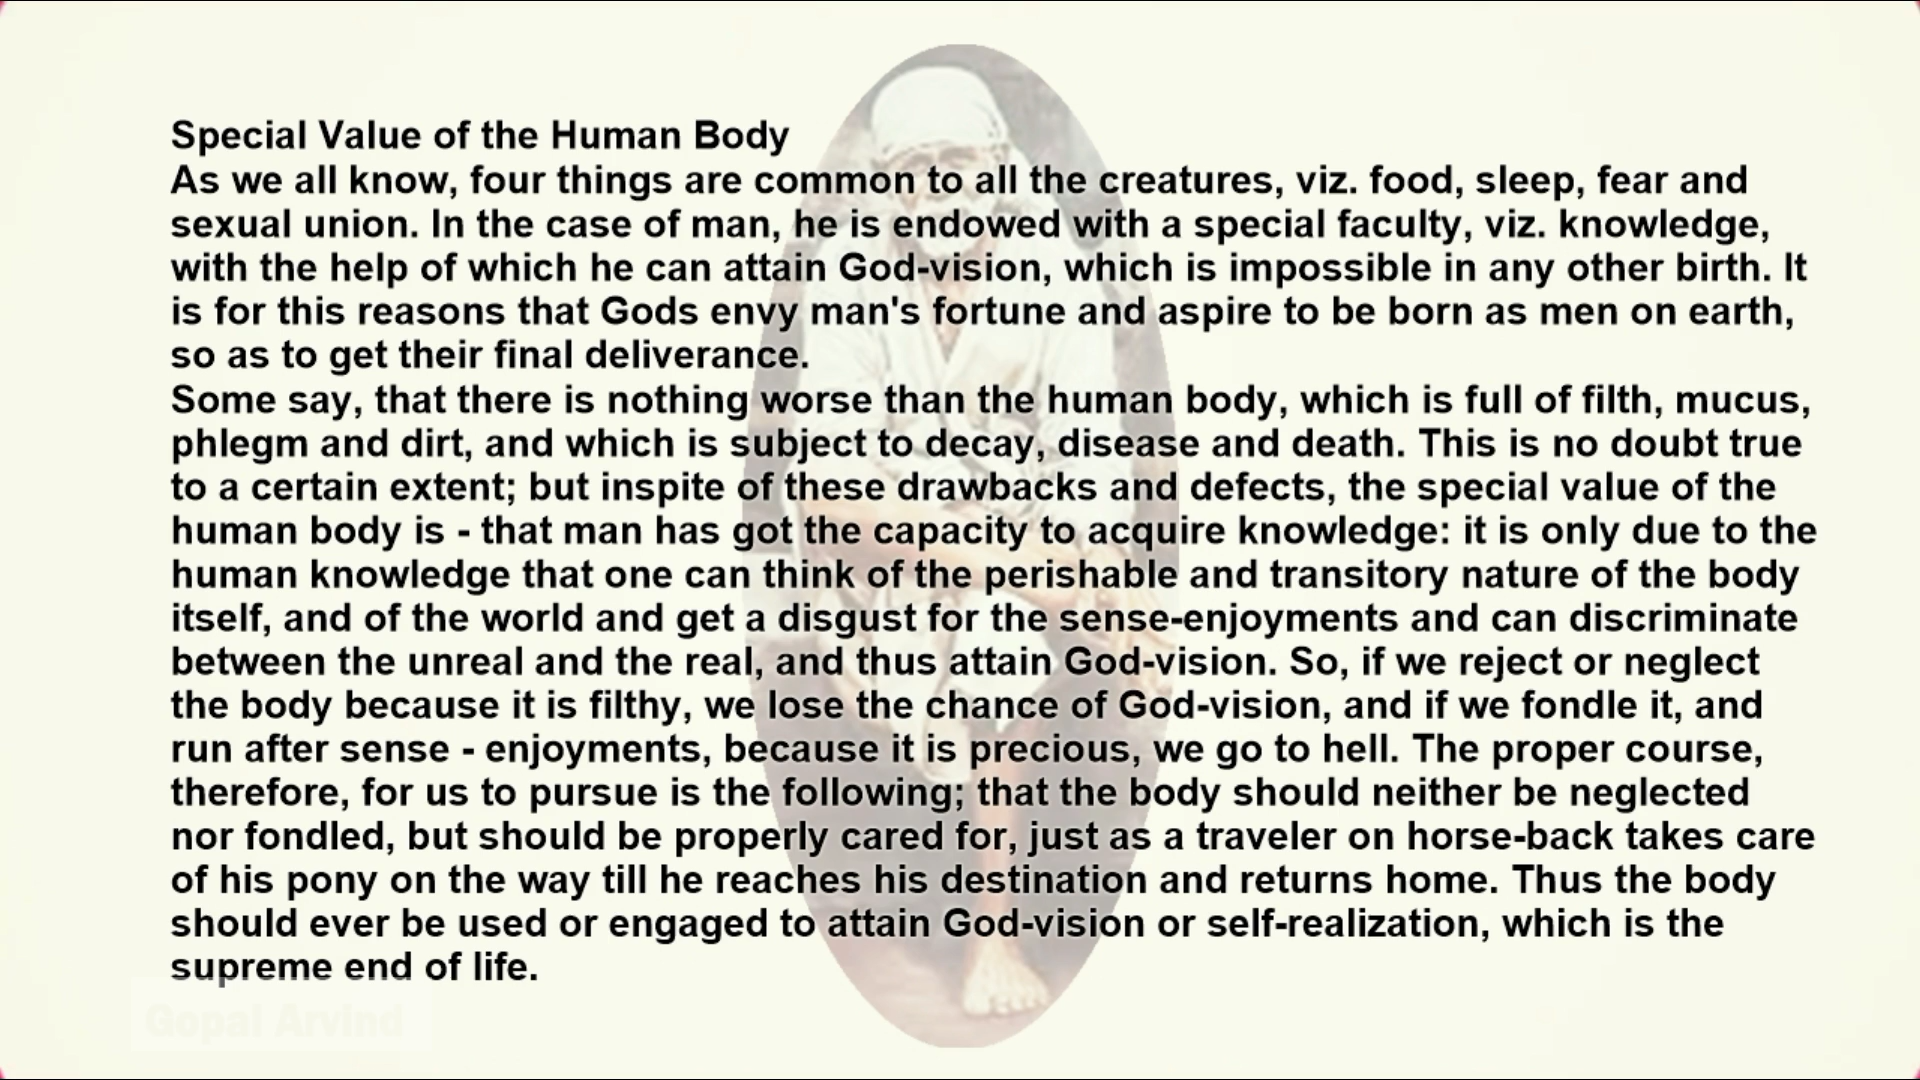 Special Value of the Human Body
As we all know, four things are common to all the creatures, viz. food, sleep, fear and
sexual union. In the case of man, he is endowed with a special faculty, viz. knowledge,
with the help of which he can attain God-vision, which is impossible in any other birth. It
is for this reasons that Gods envy man's fortune and aspire to be born as men on earth,
so as to get their final deliverance.
Some say, that there is nothing worse than the human body, which is full of filth, mucus,
phlegm and dirt, and which is subject to decay, disease and death. This is no doubt true
to a certain extent; but inspite of these drawbacks and defects, the special value of the
human body is - that man has got the capacity to acquire knowledge: it is only due to the
human knowledge that one can think of the perishable and transitory nature of the body
itself, and of the world and get a disgust for the sense-enjoyments and can discriminate
between the unreal and the real, and thus attain God-vision. So, if we reject or neglect
the body because it is filthy, we lose the chance of God-vision, and if we fondle it, and
run after sense - enjoyments, because it is precious, we go to hell. The proper course,
therefore, for us to pursue is the following; that the body should neither be neglected
nor fondled, but should be properly cared for, just as a traveler on horse-back takes care
of his pony on the way till he reaches his destination and returns home. Thus the body
should ever be used or engaged to attain God-vision or self-realization, which is the
supreme end of life.
Gopal Arvind